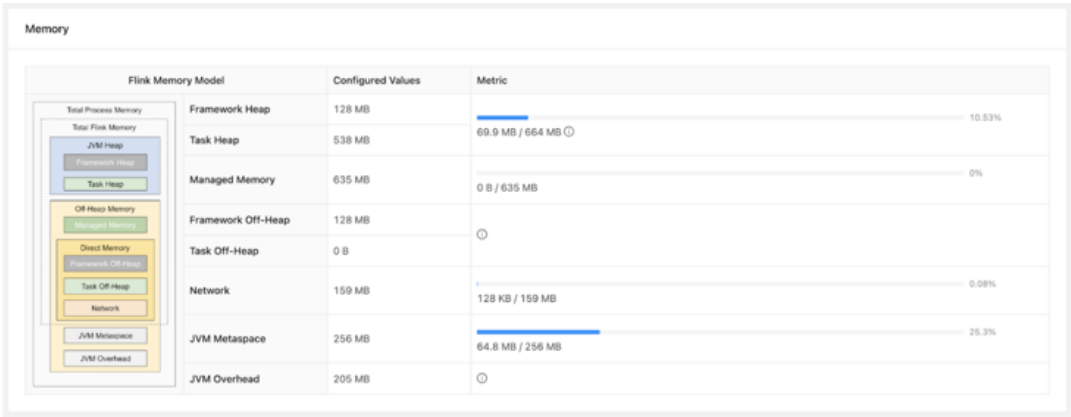 Memory
Flink Memory Model
Configured Values
Metric
Total Process Memory
Total Flink Memory
JVM Heap
Framework Heap
Task Heap
Off-Heap Memory
Managed Memory
Direct Memory
Framework Off-Heap
Task Off-Heap
Network
JVM Metaspace
JVM Overhead
Framework Heap
128 MB
Task Heap
538 MB
10.53%
69.9 MB / 664 MB
Managed Memory
635 MB
0%
0 B / 635 MB
Framework Off-Heap
128 MB
Task Off-Heap
0 B
Network
159 MB
0.08%
128 KB / 159 MB
JVM Metaspace
256 MB
25.3%
64.8 MB / 256 MB
JVM Overhead
205 MB